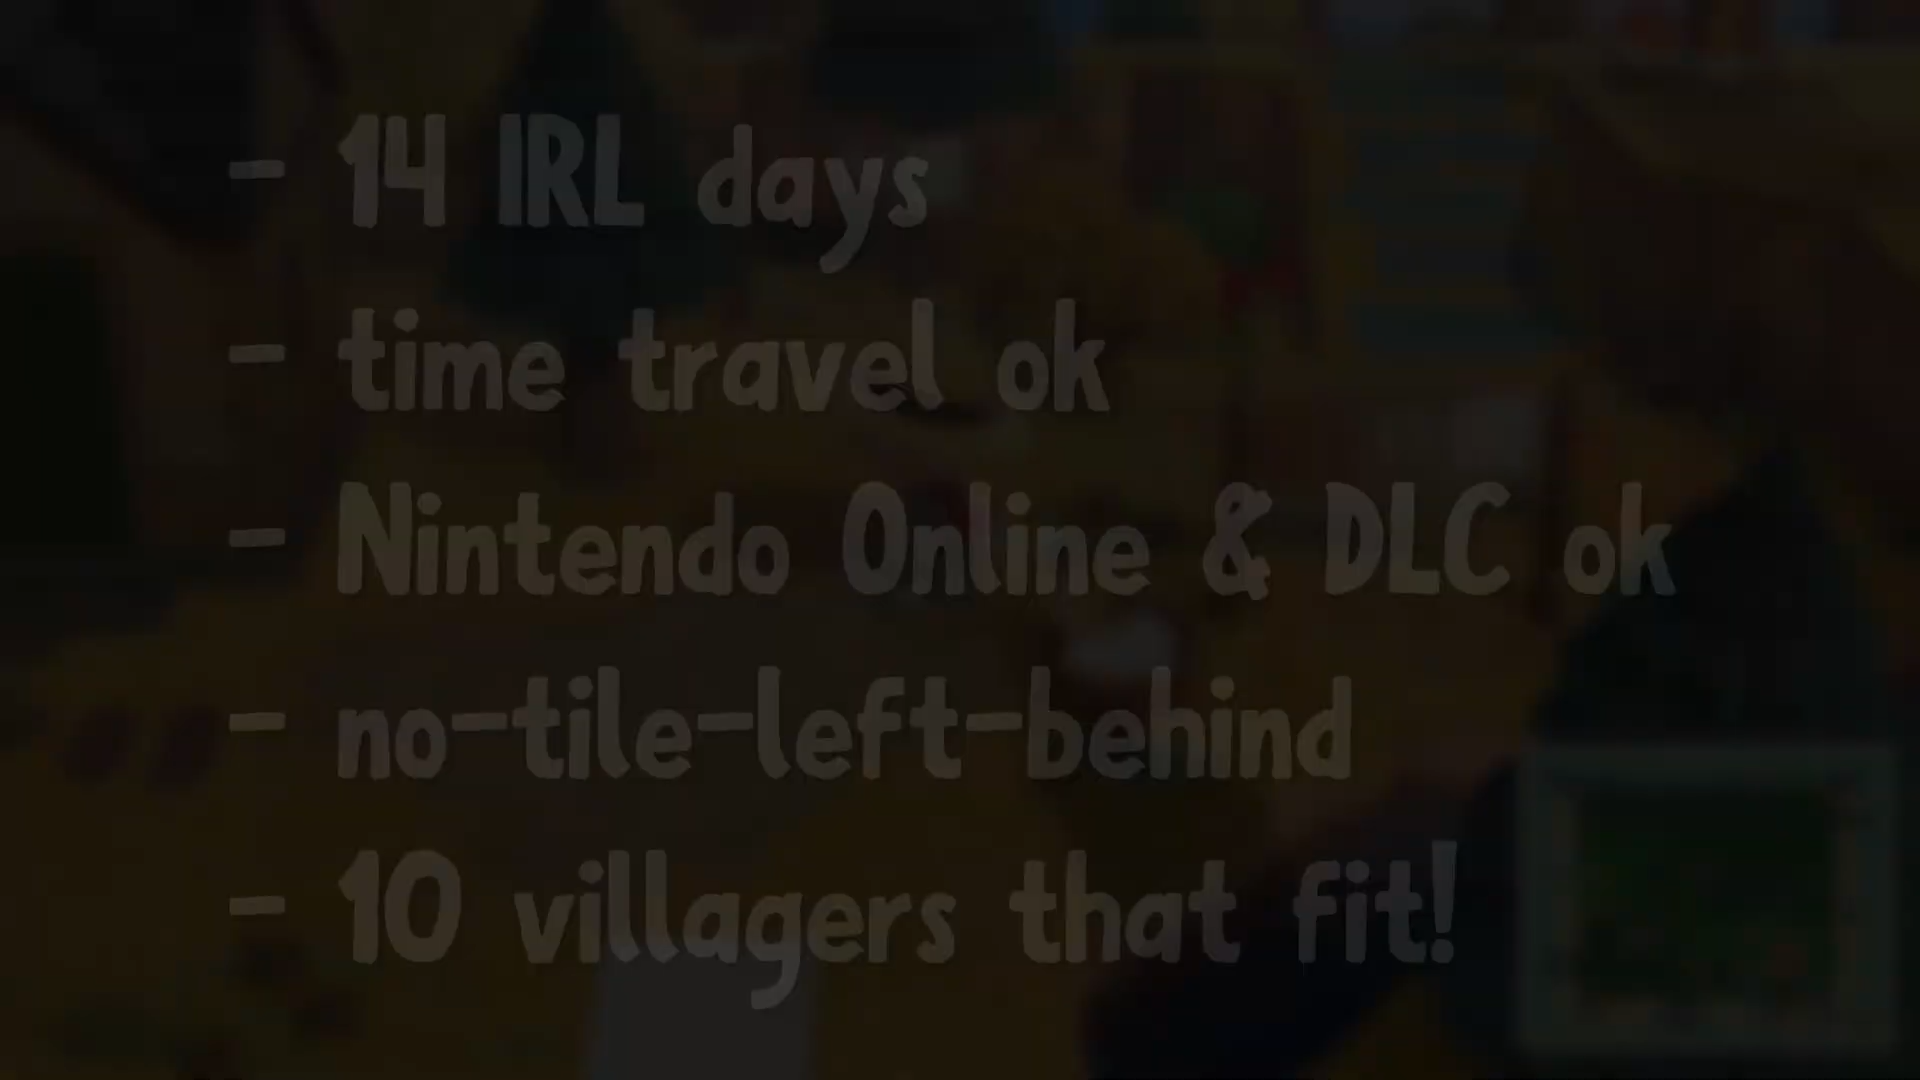 - 14 IRL days
- time travel ok
- Nintendo Online & DLC ok
- no-tile-left-behind
- 10 villagers that fit!